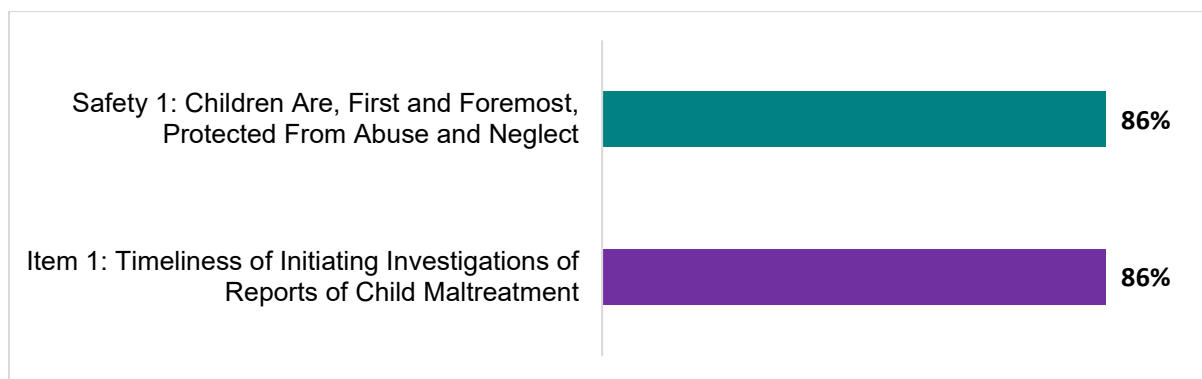 Safety 1: Children Are, First and Foremost,
Protected From Abuse and Neglect
86%
Item 1: Timeliness of Initiating Investigations of
Reports of Child Maltreatment
86%